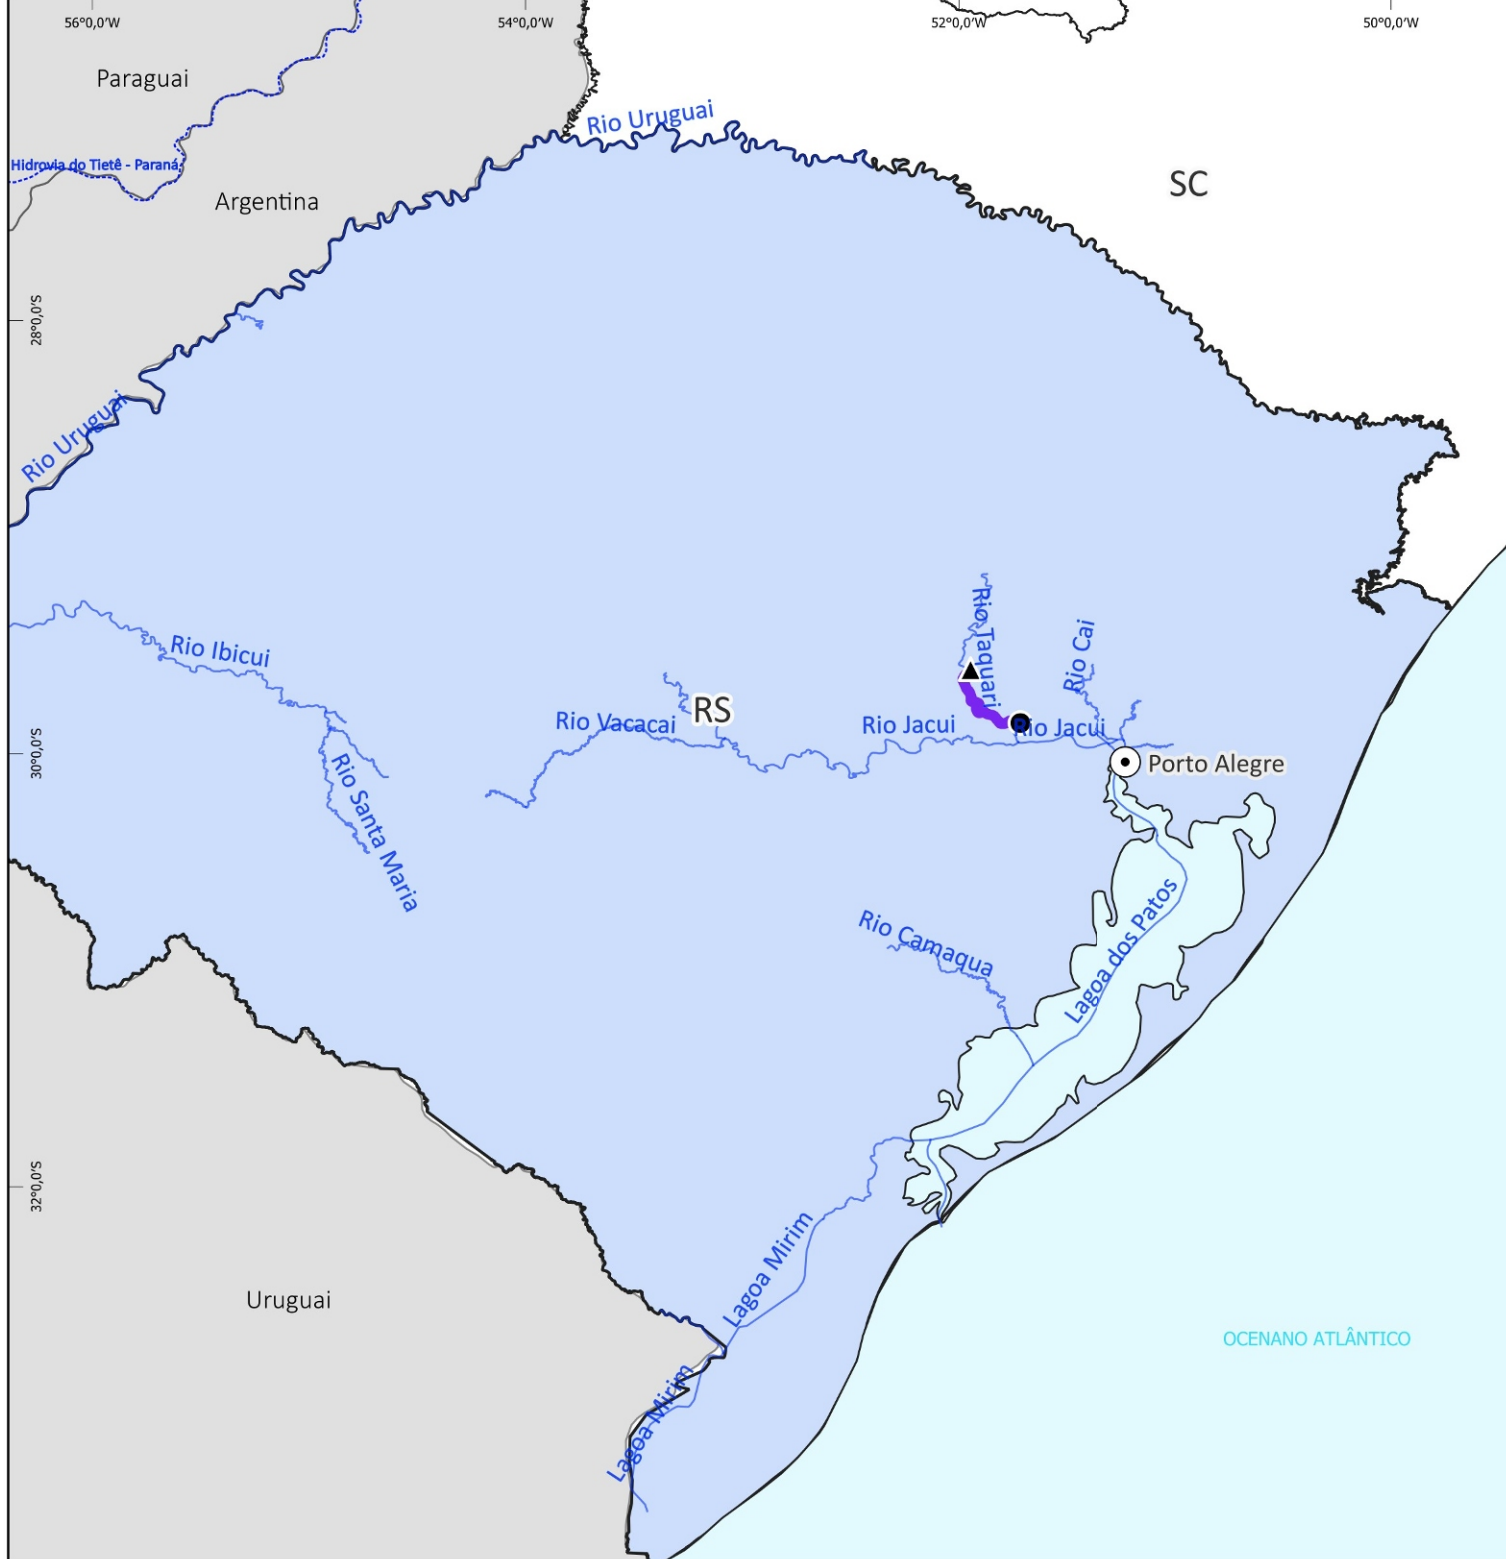 56°0,0'W
54°0,0'W
52°0,0'W
50°0,0'W
Paraguai
Rio Uruguai
Hidrovia do Tietê - Paraná
SC
Argentina
28°0,0'S
Rio Uruguai
Rio Ibicui
Rio Taquari
Rio Cai
RS
Rio Vacacai
Rio Jacui
Rio Jacui
30°0,0'S
Porto Alegre
Rio Santa Maria
Rio Camaqua
Lagoa dos Patos
32°0,0'S
Lagoa Mirim
Uruguai
OCENANO ATLÂNTICO
Lagoa Mirim